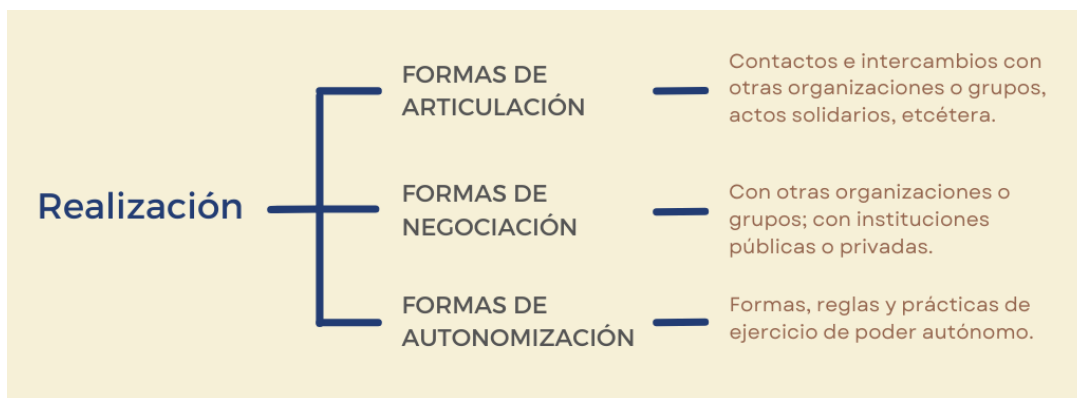 Realización
FORMAS DE
ARTICULACIÓN
Contactos e intercambios con
otras organizaciones o grupos,
actos solidarios, etcétera.
FORMAS DE
NEGOCIACIÓN
Con otras organizaciones o
grupos; con instituciones
públicas o privadas.
FORMAS DE
AUTONOMIZACIÓN
Formas, reglas y prácticas de
ejercicio de poder autónomo.